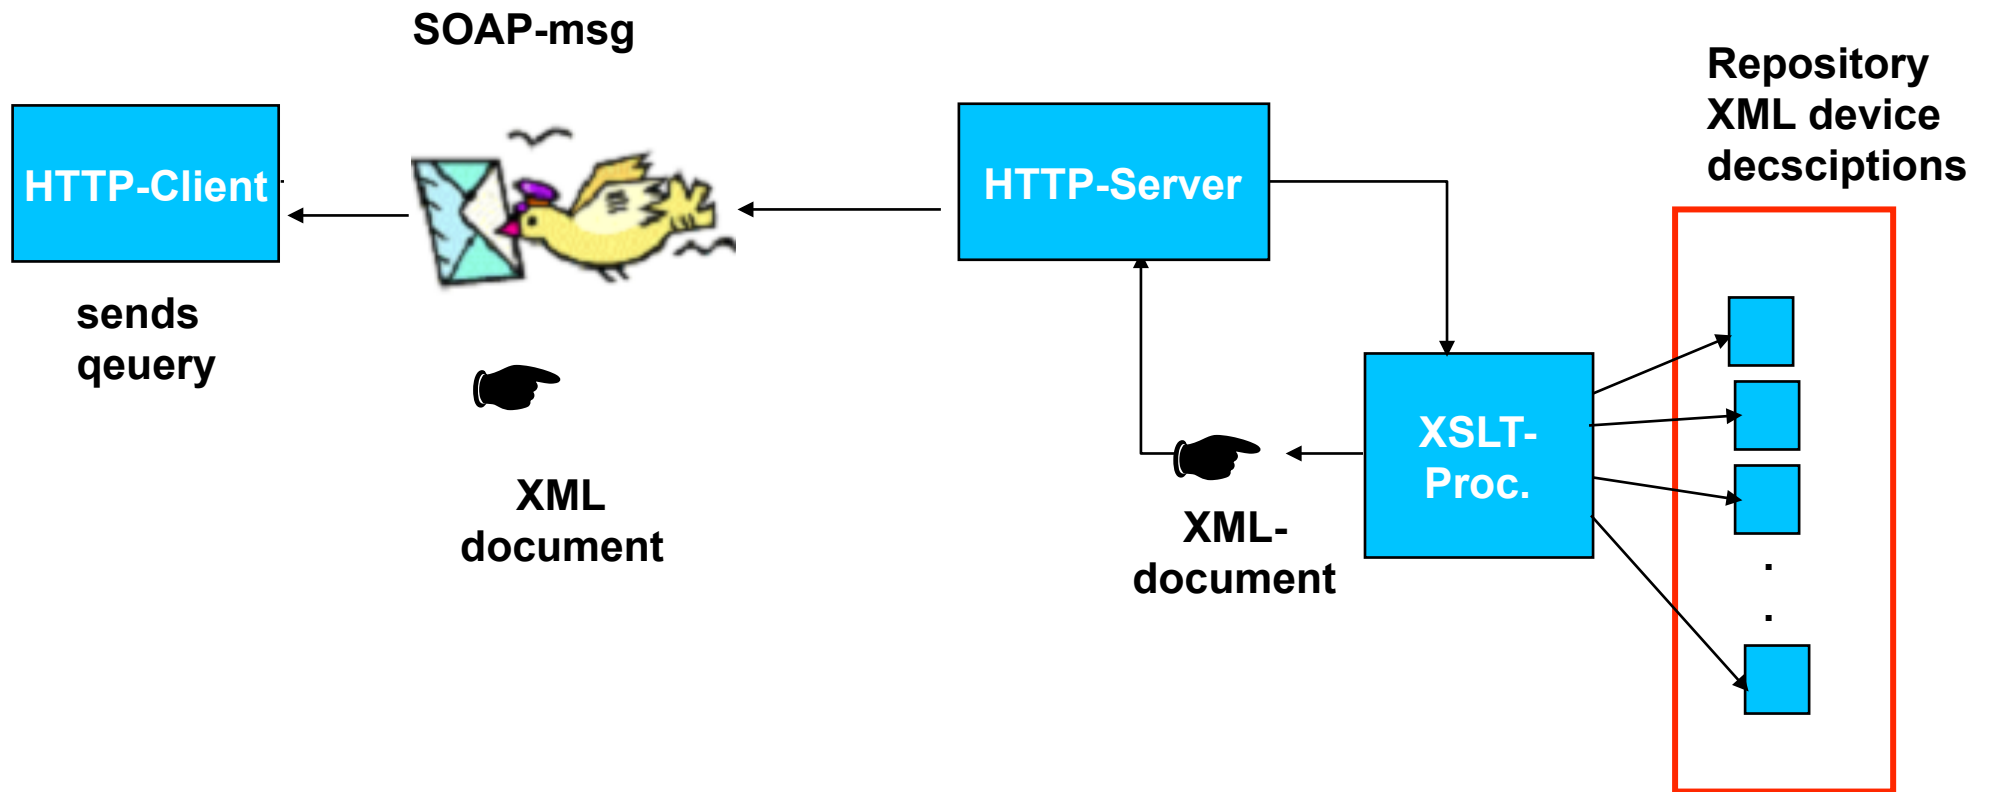 SOAP-msg
Repository
XML device
decsciptions
HTTP-Client
HTTP-Server
sends
qeuery
XSLT-
Proc.
XML
document
XML-
document
.
.